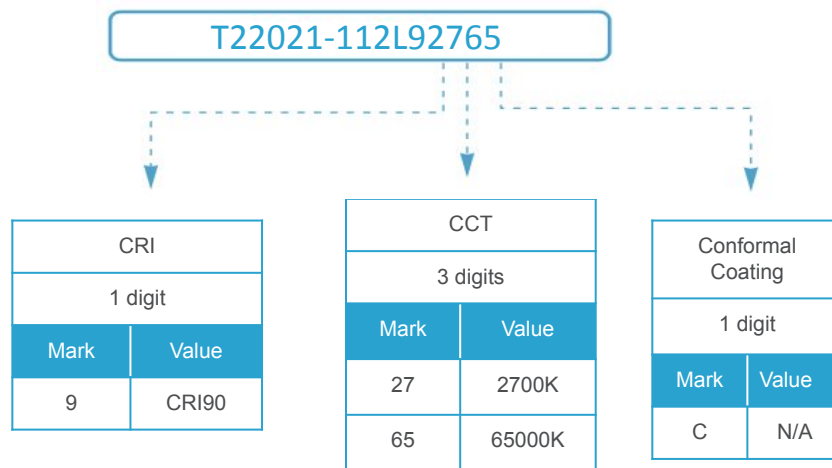 T22021-112L92765
CRI
1 digit
Mark Value
9 CRI90
CCT
3 digits
Mark Value
27 2700K
65 65000K
Conformal
Coating
1 digit
Mark Value
C N/A